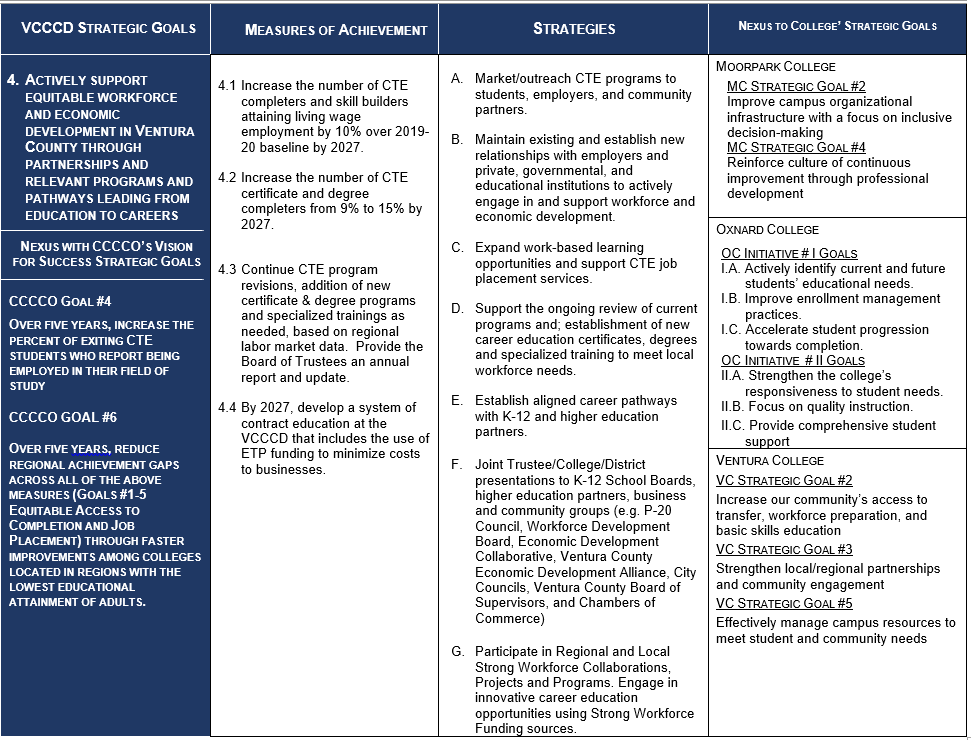 VCCCD Strategic Goals
Measures of Achievement
Strategies
Nexus to College' Strategic Goals
4. Actively support
equitable workforce
and economic
development in Ventura
County through
partnerships and
relevant programs and
pathways leading from
education to careers
Nexus with CCCCO's Vision
for Success Strategic Goals
CCCCO Goal #4
Over five years, increase the
percent of exiting CTE
students who report being
employed in their field of
study
CCCCO GOAL #6
Over five years, reduce
regional achievement gaps
across all of the above
measures (Goals #1-5
Equitable Access to
Completion and Job
Placement) through faster
improvements among colleges
located in regions with the
lowest educational
attainment of adults.
4.1 Increase the number of CTE
completers and skill builders
attaining living wage
employment by 10% over 2019-
20 baseline by 2027.
4.2 Increase the number of CTE
certificate and degree
completers from 9% to 15% by
2027.
4.3 Continue CTE program
revisions, addition of new
certificate & degree programs
and specialized trainings as
needed, based on regional
labor market data. Provide the
Board of Trustees an annual
report and update.
4.4 By 2027, develop a system of
contract education at the
VCCCD that includes the use of
ETP funding to minimize costs
to businesses.
A. Market/outreach CTE programs to
students, employers, and community
partners.
B. Maintain existing and establish new
relationships with employers and
private, governmental, and
educational institutions to actively
engage in and support workforce and
economic development.
C. Expand work-based learning
opportunities and support CTE job
placement services.
D. Support the ongoing review of current
programs and; establishment of new
career education certificates, degrees
and specialized training to meet local
workforce needs.
E. Establish aligned career pathways
with K-12 and higher education
partners.
F. Joint Trustee/College/District
presentations to K-12 School Boards,
higher education partners, business
and community groups (e.g. P-20
Council, Workforce Development
Board, Economic Development
Collaborative, Ventura County
Economic Development Alliance, City
Councils, Ventura County Board of
Supervisors, and Chambers of
Commerce)
G. Participate in Regional and Local
Strong Workforce Collaborations,
Projects and Programs. Engage in
innovative career education
opportunities using Strong Workforce
Funding sources.
Moorpark College
MC Strategic Goal #2
Improve campus organizational
infrastructure with a focus on inclusive
decision-making
MC Strategic Goal #4
Reinforce culture of continuous
improvement through professional
development
Oxnard College
OC Initiative # I Goals
I.A. Actively identify current and future
students' educational needs.
I.B. Improve enrollment management
practices.
I.C. Accelerate student progression
towards completion.
OC Initiative # II Goals
II.A. Strengthen the college's
responsiveness to student needs.
II.B. Focus on quality instruction.
II.C. Provide comprehensive student
support
Ventura College
VC Strategic Goal #2
Increase our community's access to
transfer, workforce preparation, and
basic skills education
VC Strategic Goal #3
Strengthen local/regional partnerships
and community engagement
VC Strategic Goal #5
Effectively manage campus resources to
meet student and community needs